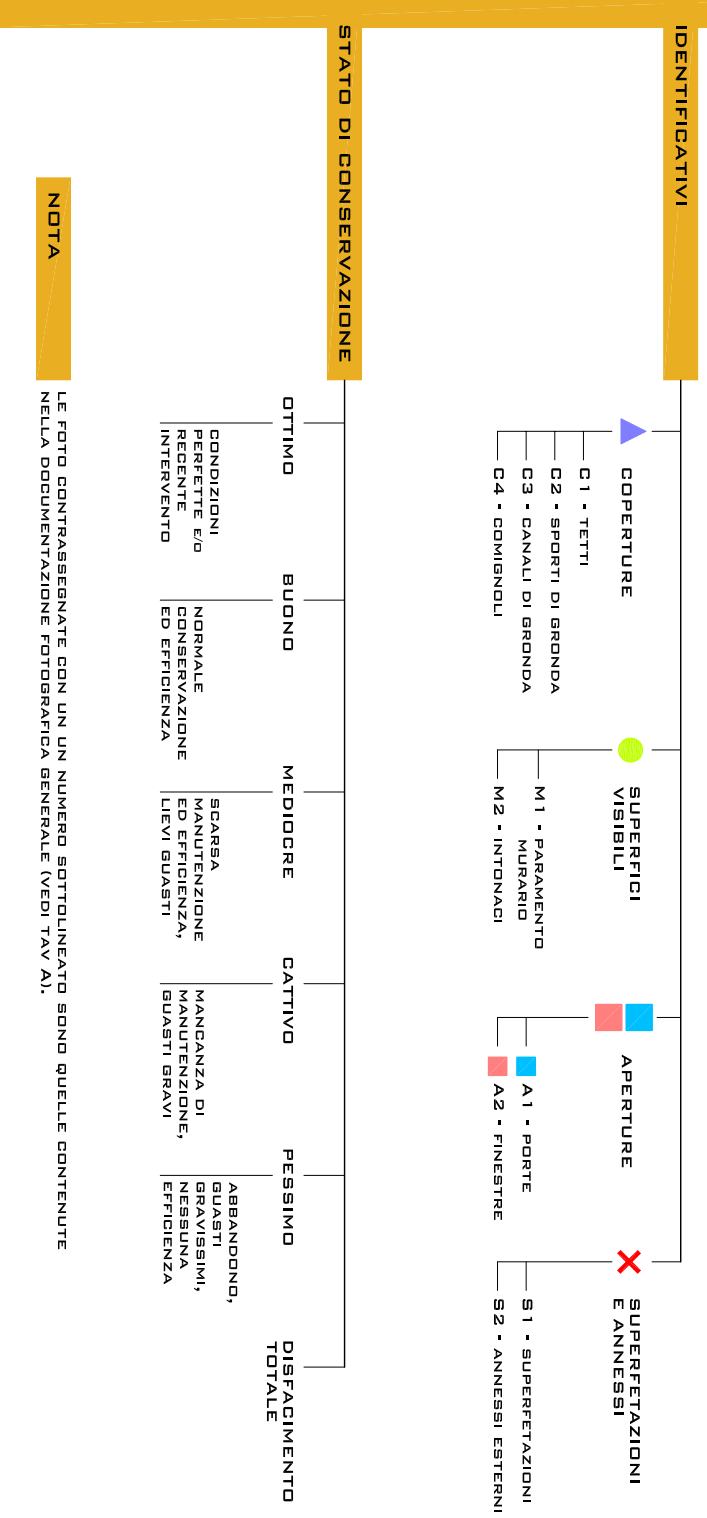 IDENTIFICATIVI
COPERTURE
C1 - TETTI
C2 - SPORTI DI GRONDA
C3 - CANALI DI GRONDA
C4 - COMIGNOLI
SUPERFICI
VISIBILI
M1 - PARAMENTO
MURARIO
M2 - INTONACI
APERTURE
A1 - PORTE
A2 - FINESTRE
SUPERFETAZIONI
E ANNESSI
S1 - SUPERFETAZIONI
S2 - ANNESSI ESTERNI
STATO DI CONSERVAZIONE
OTTIMO
CONDIZIONI
PERFETTE E/O
RECENTE
INTERVENTO
BUONO
NORMALE
CONSERVAZIONE
ED EFFICIENZA
MEDIOCRE
SCARSA
MANUTENZIONE
ED EFFICIENZA,
LIEVI GUASTI
CATTIVO
MANCANZA DI
MANUTENZIONE,
GUASTI GRAVI
PESSIMO
ABBANDONO,
GUASTI
GRAVISSIMI,
NESSUNA
EFFICIENZA
DISFACIMENTO
TOTALE
NOTA
LE FOTO CONTRASSEGNATE CON UN UN NUMERO SOTTOLINEATO SONO QUELLE CONTENUTE
NELLA DOCUMENTAZIONE FOTOGRAFICA GENERALE (VEDI TAV A).